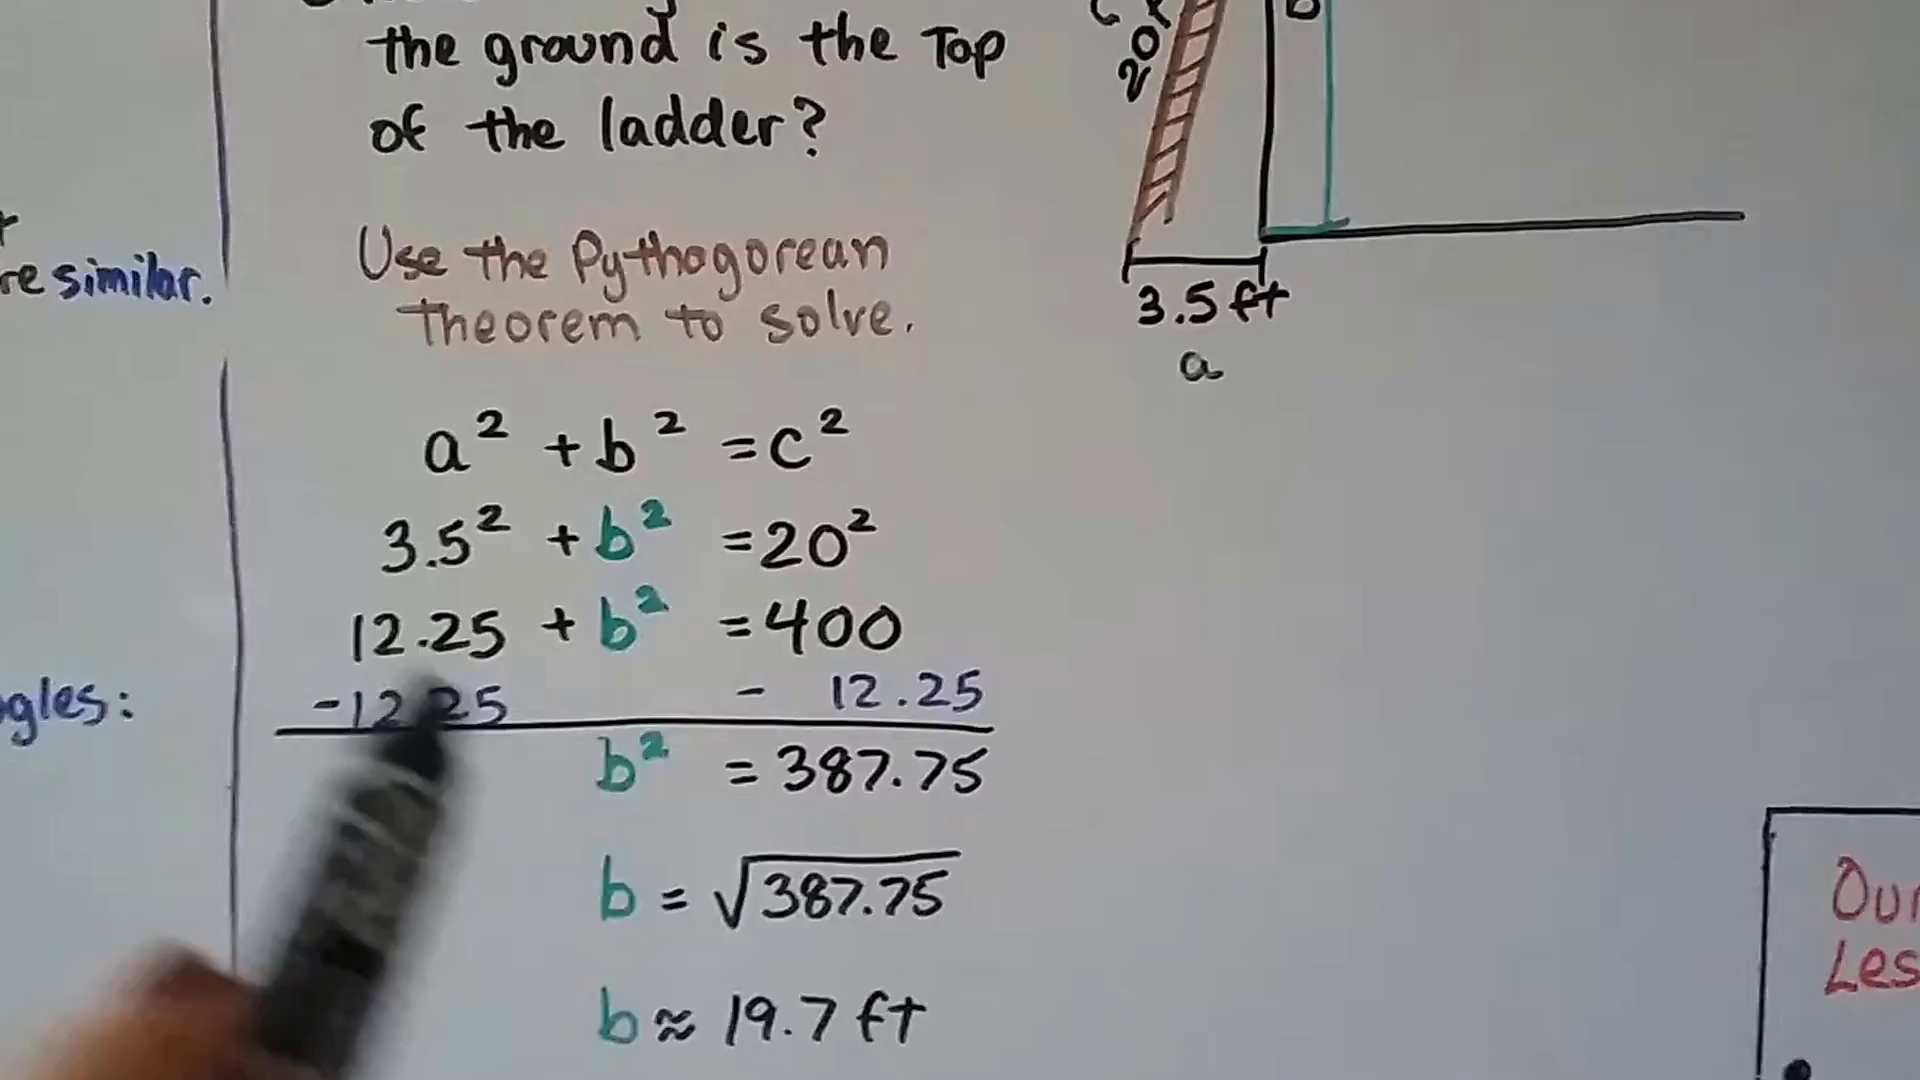 the ground is the Top
of the ladder?
re similar.
Use the Pythagorean
Theorem to solve.
a² + b² = c²
3.5² + b² = 20²
12.25 + b² = 400
-12.25 - 12.25
b² = 387.75
b = √387.75
b ≈ 19.7 ft
gles:
20
b
3.5 ft
a
Our
Les